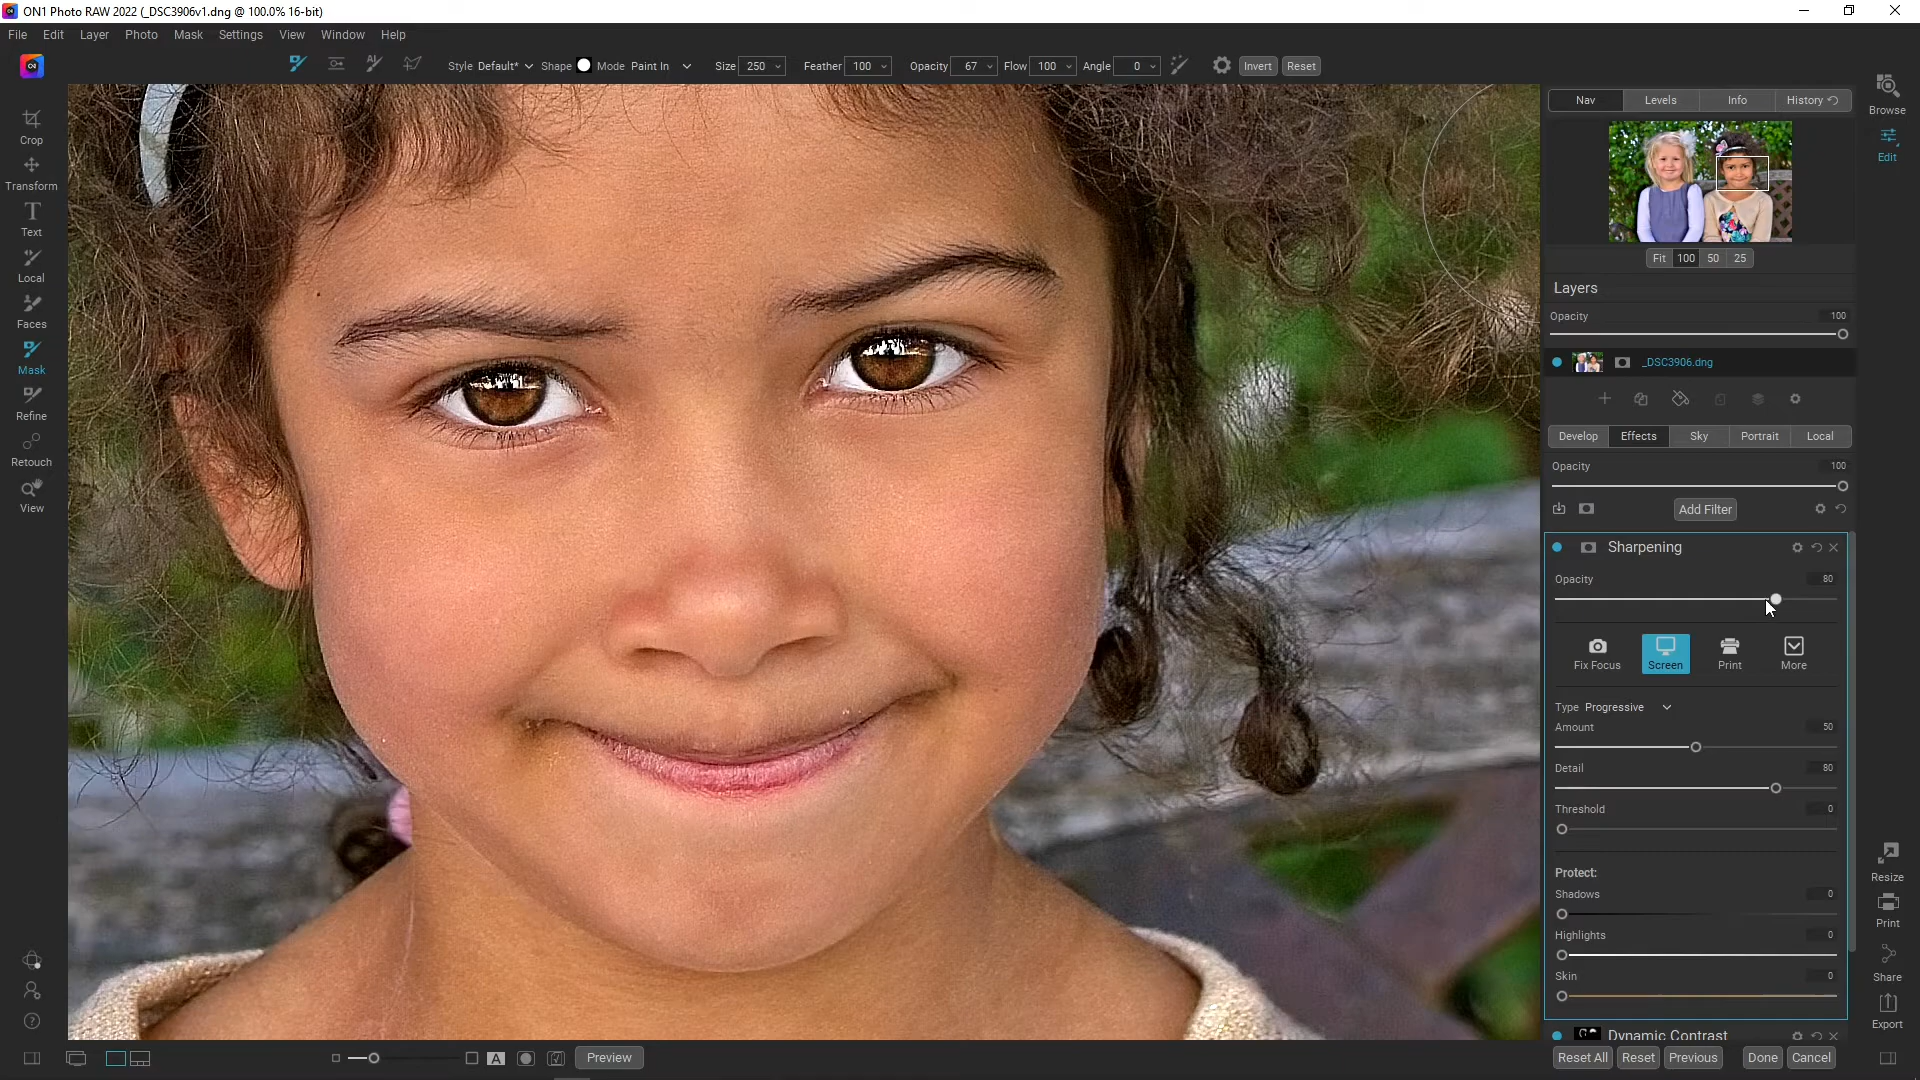 ON1 Photo RAW 2022 (_DSC3906v1.dng @ 100.0% 16-bit)
File Edit Layer Photo Mask Settings View Window Help
Style Default* Shape Mode Paint In Size 250 Feather 100 Opacity 67 Flow 100 Angle 0 Invert Reset
Crop
Transform
Text
Local
Faces
Mask
Refine
Retouch
View
Nav Levels Info History
Fit 100 50 25
Layers
Opacity 100
_DSC3906.dng
Develop Effects Sky Portrait Local
Opacity 100
Add Filter
Sharpening
Opacity 80
Fix Focus Screen Print More
Type Progressive
Amount 50
Detail 80
Threshold 0
Protect:
Shadows 0
Highlights 0
Skin 0
Dynamic Contrast
Browse
Edit
Resize
Print
Share
Export
A Preview
Reset All Reset Previous Done Cancel